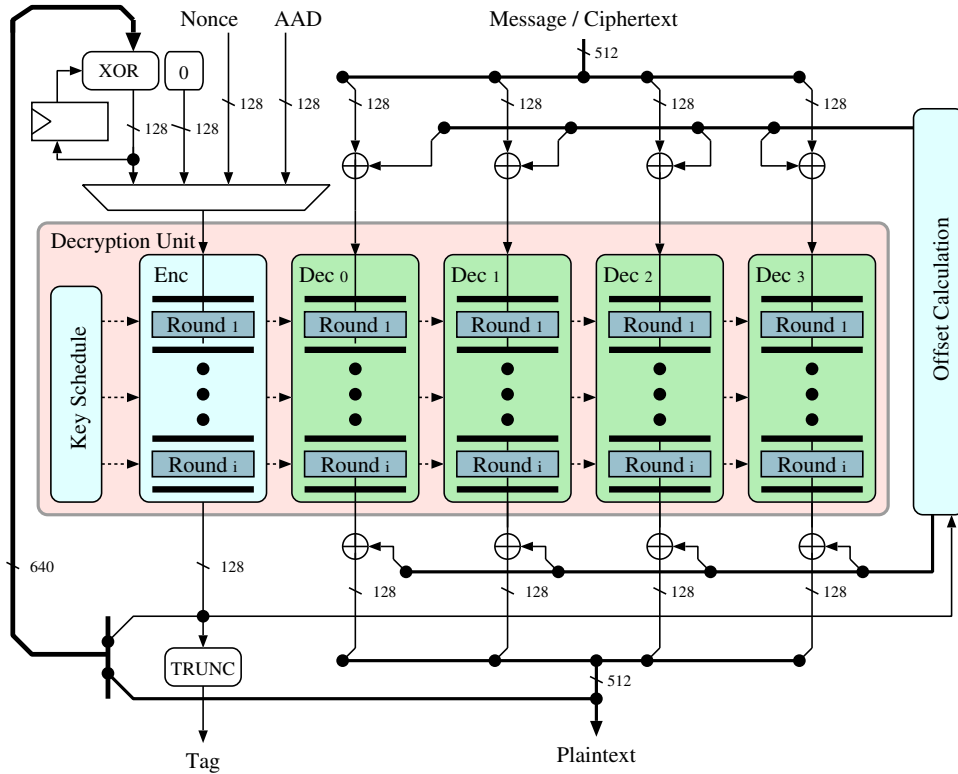 Nonce AAD Message / Ciphertext
512
XOR 0
128 128 128 128 128 128 128 128
Decryption Unit
Enc Dec 0 Dec 1 Dec 2 Dec 3
Round 1 Round 1 Round 1 Round 1 Round 1
Key Schedule
Offset Calculation
Round i Round i Round i Round i Round i
640 128
128 128 128 128
TRUNC
512
Tag Plaintext